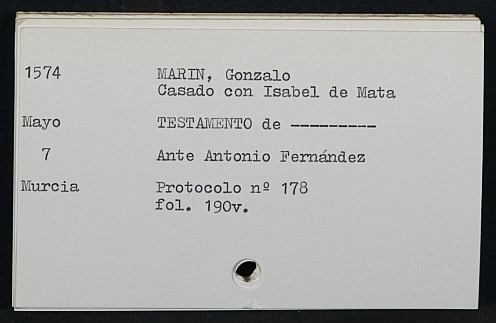 1574 MARIN, Gonzalo
Casado con Isabel de Mata
Mayo TESTAMENTO de ---------
7 Ante Antonio Fernández
Murcia Protocolo nº 178
fol. 190v.